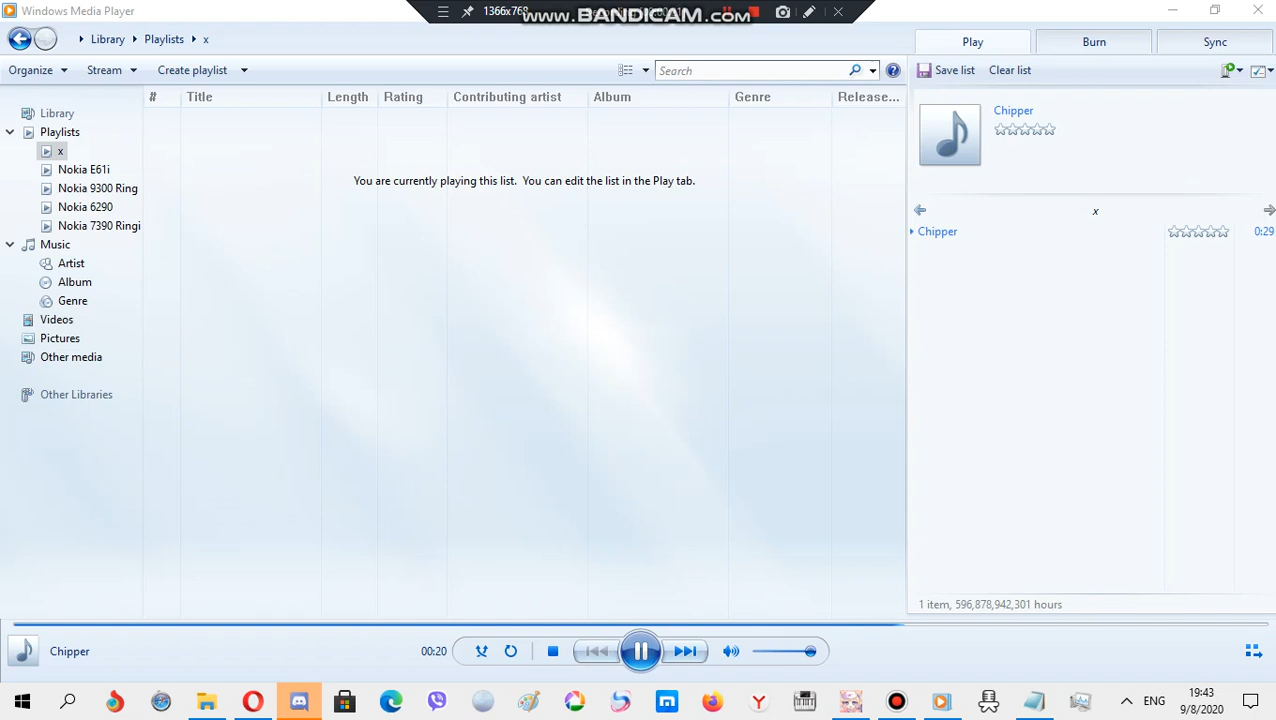 Windows Media Player
1366x768
www.BANDICAM.com
Library
Playlists
x
Play
Burn
Sync
Organize
Stream
Create playlist
Search
Save list
Clear list
Library
Playlists
x
Nokia E61i
Nokia 9300 Ring
Nokia 6290
Nokia 7390 Ringi
Music
Artist
Album
Genre
Videos
Pictures
Other media
Other Libraries
#
Title
Length
Rating
Contributing artist
Album
Genre
Release...
You are currently playing this list. You can edit the list in the Play tab.
Chipper
x
Chipper
0:29
1 item, 596,878,942,301 hours
Chipper
00:20
ENG
19:43
9/8/2020